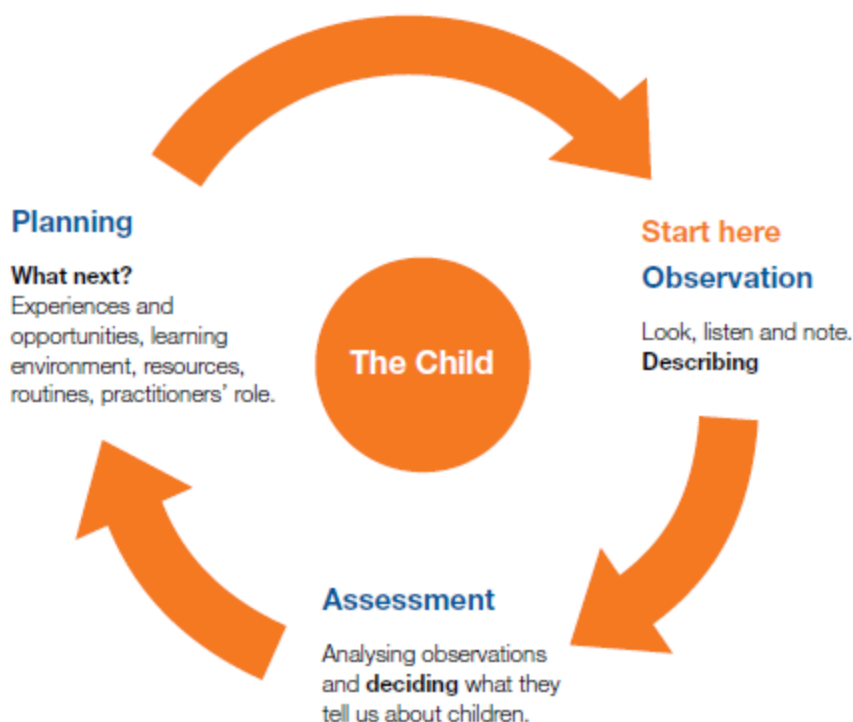 Planning
What next?
Experiences and
opportunities, learning
environment, resources,
routines, practitioners' role.
The Child
Start here
Observation
Look, listen and note.
Describing
Assessment
Analysing observations
and deciding what they
tell us about children.